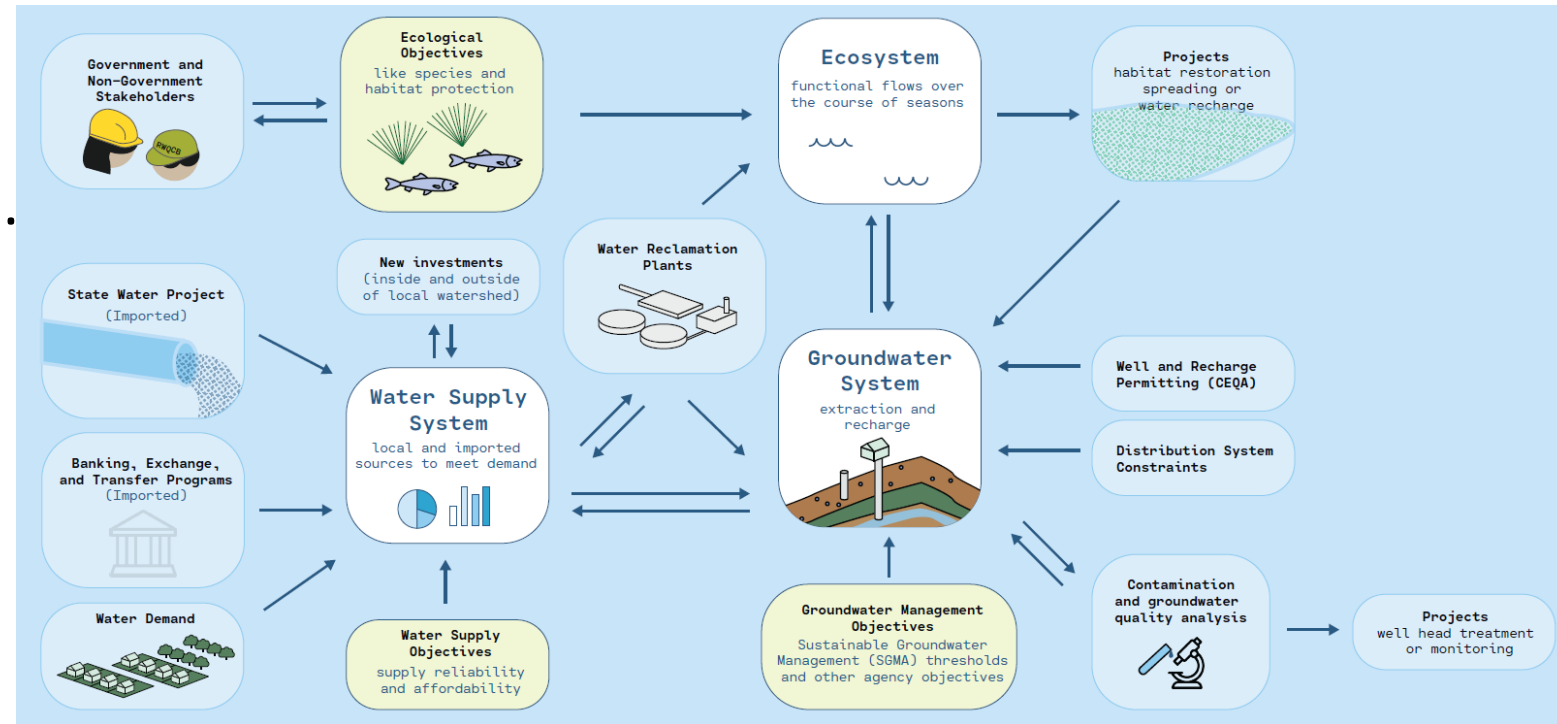 Government and
Non-Government
Stakeholders
RWQCB
Ecological
Objectives
like species and
habitat protection
Ecosystem
functional flows over
the course of seasons
Projects
habitat restoration
spreading or
water recharge
State Water Project
(Imported)
New investments
(inside and outside
of local watershed)
Water Reclamation
Plants
Water Supply
System
local and imported
sources to meet demand
Groundwater
System
extraction and
recharge
Well and Recharge
Permitting (CEQA)
Distribution System
Constraints
Banking, Exchange,
and Transfer Programs
(Imported)
Water Demand
Water Supply
Objectives
supply reliability
and affordability
Groundwater Management
Objectives
Sustainable Groundwater
Management (SGMA) thresholds
and other agency objectives
Contamination
and groundwater
quality analysis
Projects
well head treatment
or monitoring